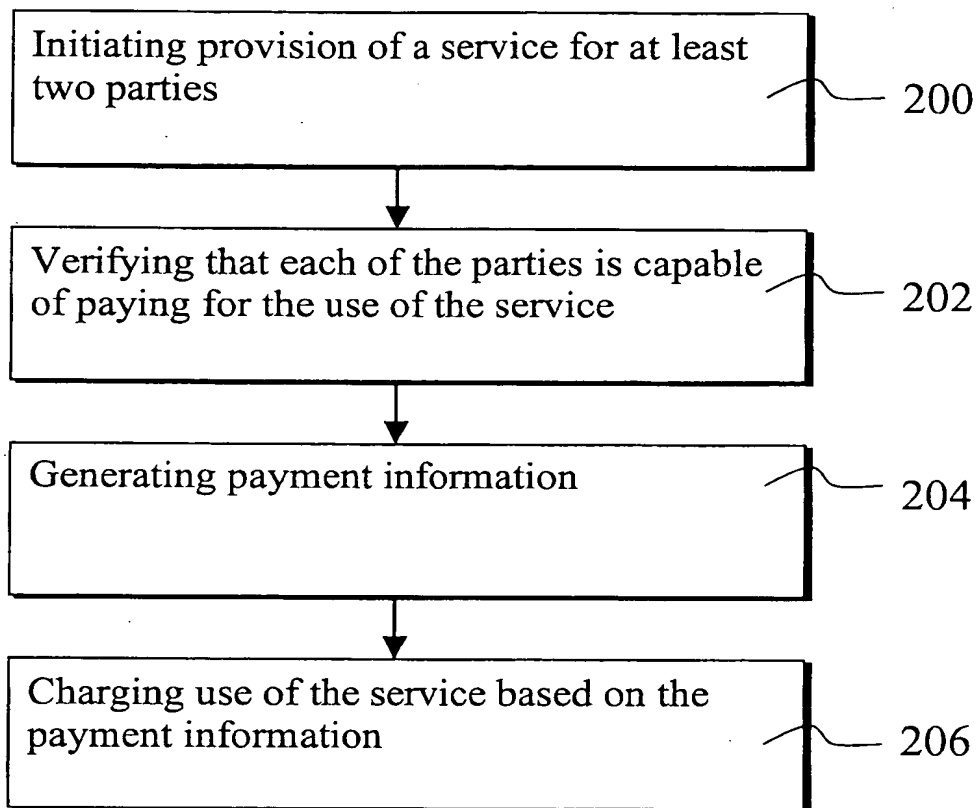 Initiating provision of a service for at least
two parties
200
Verifying that each of the parties is capable
of paying for the use of the service
202
Generating payment information
204
Charging use of the service based on the
payment information
206